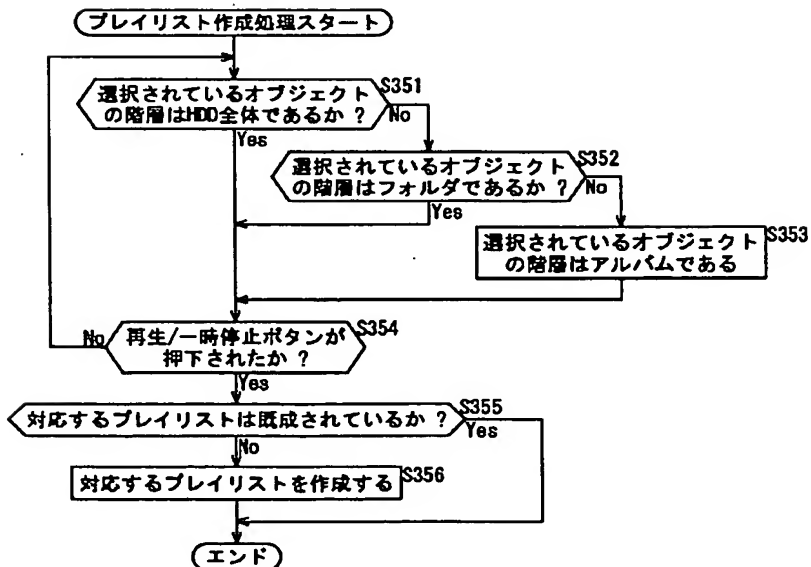 プレイリスト作成処理スタート
S351
選択されているオブジェクト
の階層はHDD全体であるか ?
No
Yes
S352
選択されているオブジェクト
の階層はフォルダであるか ?
No
Yes
S353
選択されているオブジェクト
の階層はアルバムである
S354
再生/一時停止ボタンが
押下されたか ?
No
Yes
S355
対応するプレイリストは既成されているか ?
Yes
No
S356
対応するプレイリストを作成する
エンド